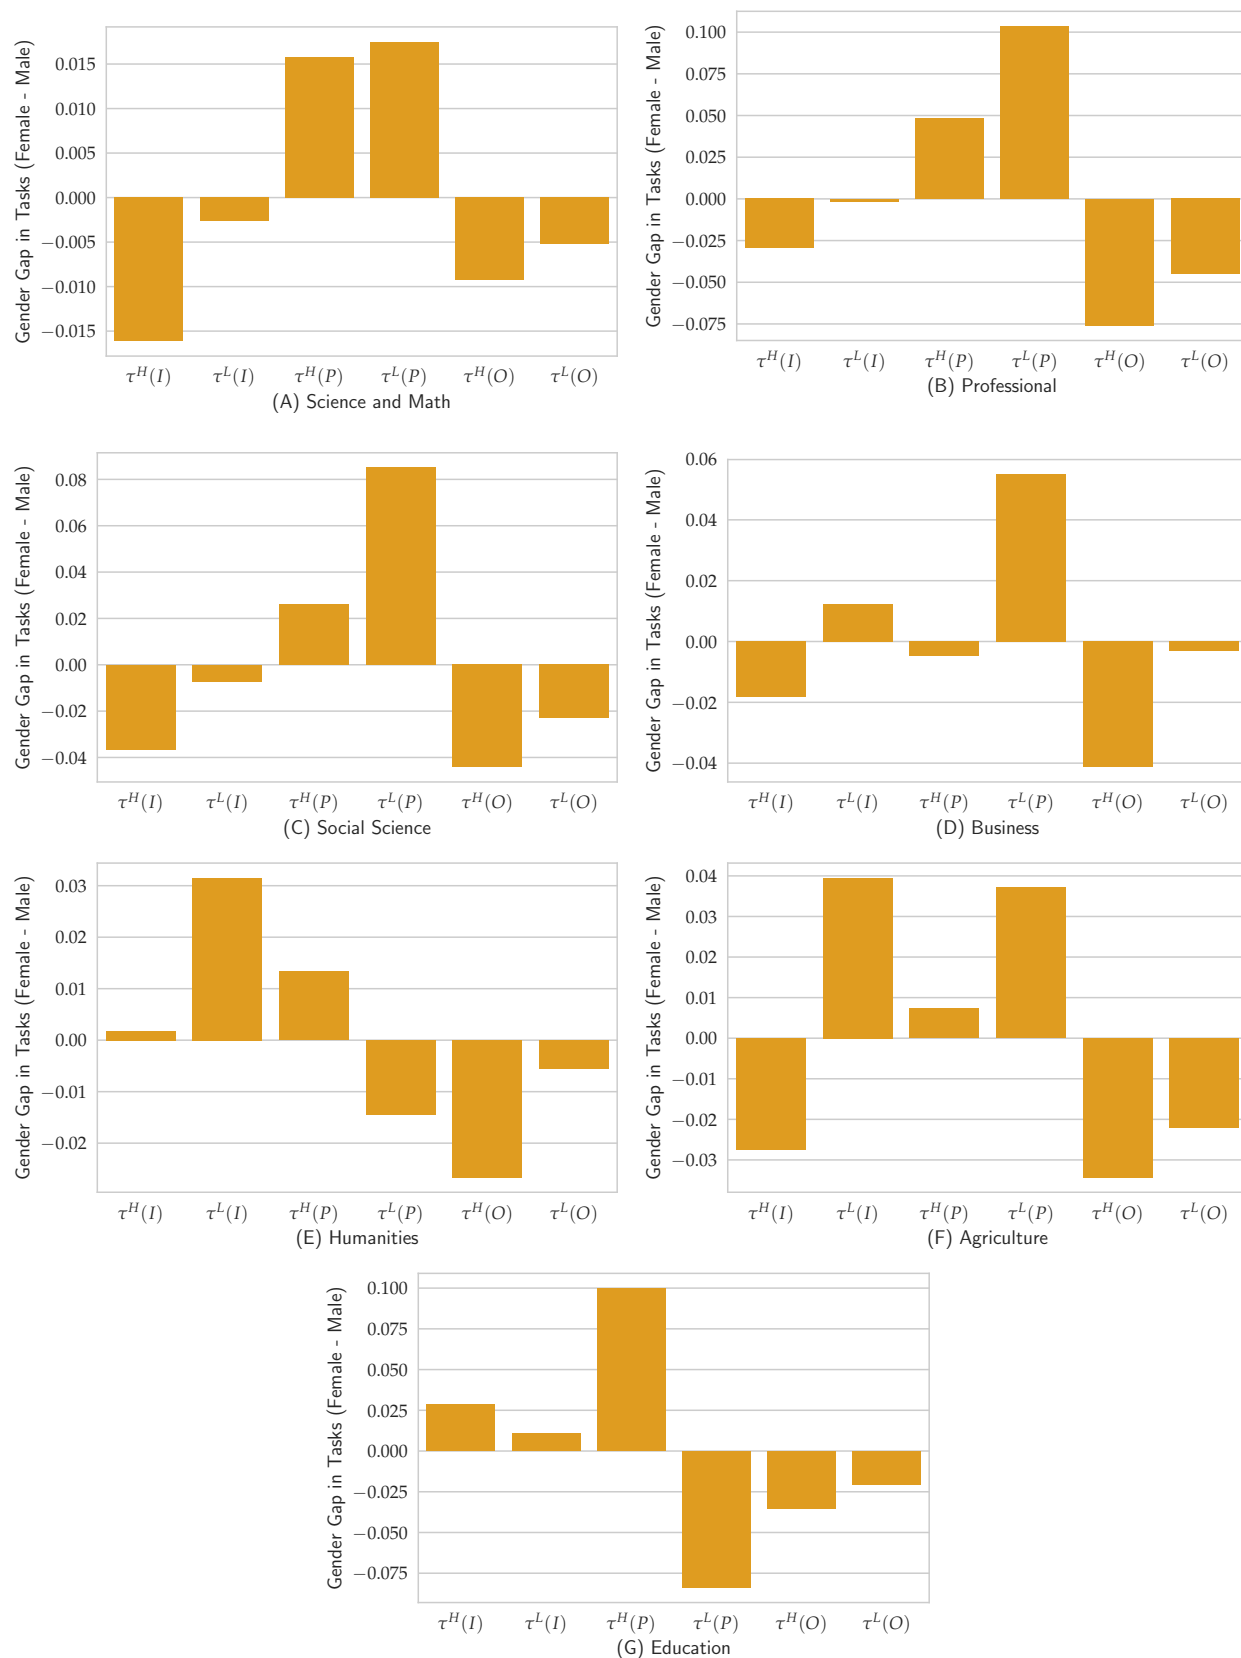 Gender Gap in Tasks (Female - Male)
0.015
0.010
0.005
0.000
−0.005
−0.010
−0.015
τ^H(I) τ^L(I) τ^H(P) τ^L(P) τ^H(O) τ^L(O)
(A) Science and Math
Gender Gap in Tasks (Female - Male)
0.100
0.075
0.050
0.025
0.000
−0.025
−0.050
−0.075
τ^H(I) τ^L(I) τ^H(P) τ^L(P) τ^H(O) τ^L(O)
(B) Professional
Gender Gap in Tasks (Female - Male)
0.08
0.06
0.04
0.02
0.00
−0.02
−0.04
τ^H(I) τ^L(I) τ^H(P) τ^L(P) τ^H(O) τ^L(O)
(C) Social Science
Gender Gap in Tasks (Female - Male)
0.06
0.04
0.02
0.00
−0.02
−0.04
τ^H(I) τ^L(I) τ^H(P) τ^L(P) τ^H(O) τ^L(O)
(D) Business
Gender Gap in Tasks (Female - Male)
0.03
0.02
0.01
0.00
−0.01
−0.02
τ^H(I) τ^L(I) τ^H(P) τ^L(P) τ^H(O) τ^L(O)
(E) Humanities
Gender Gap in Tasks (Female - Male)
0.04
0.03
0.02
0.01
0.00
−0.01
−0.02
−0.03
τ^H(I) τ^L(I) τ^H(P) τ^L(P) τ^H(O) τ^L(O)
(F) Agriculture
Gender Gap in Tasks (Female - Male)
0.100
0.075
0.050
0.025
0.000
−0.025
−0.050
−0.075
τ^H(I) τ^L(I) τ^H(P) τ^L(P) τ^H(O) τ^L(O)
(G) Education